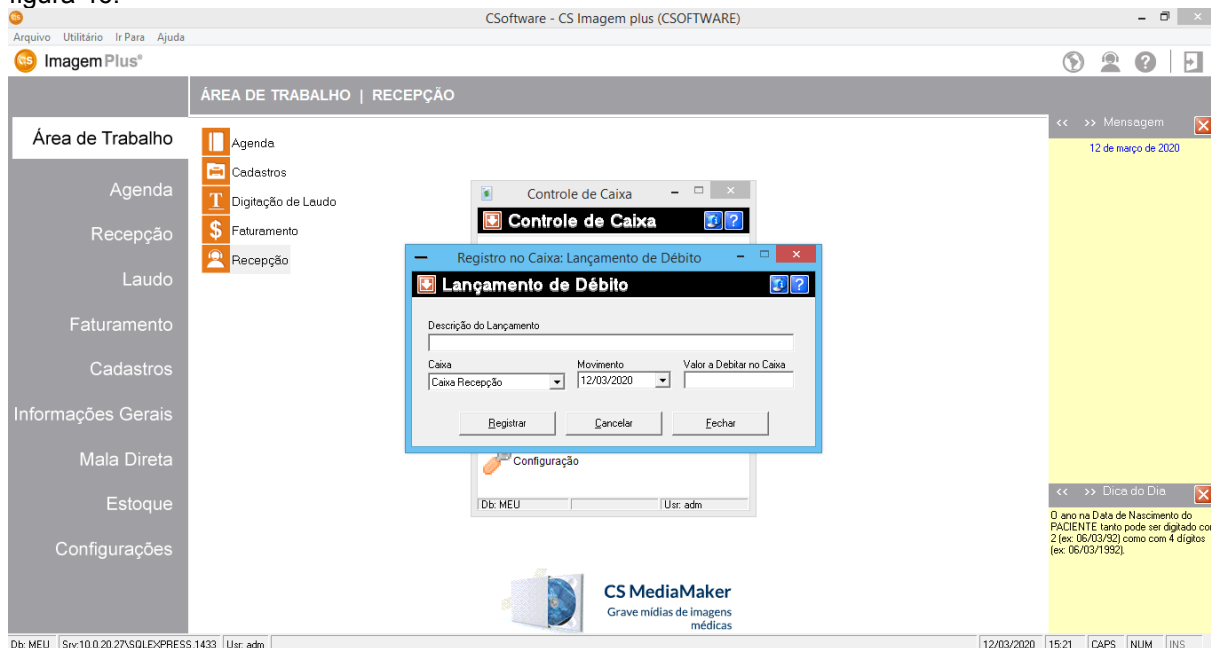 CSoftware - CS Imagem plus (CSOFTWARE)
Arquivo Utilitário Ir Para Ajuda
CS Imagem Plus®
ÁREA DE TRABALHO | RECEPÇÃO
Área de Trabalho
Agenda
Recepção
Laudo
Faturamento
Cadastros
Informações Gerais
Mala Direta
Estoque
Configurações
Agenda
Cadastros
Digitação de Laudo
Faturamento
Recepção
Controle de Caixa
Controle de Caixa
Registro no Caixa: Lançamento de Débito
Lançamento de Débito
Descrição do Lançamento
Caixa Movimento Valor a Debitar no Caixa
Caixa Recepção 12/03/2020
Registrar Cancelar Fechar
Configuração
Db: MEU Usr: adm
CS MediaMaker
Grave mídias de imagens
médicas
<< >> Mensagem
12 de março de 2020
<< >> Dica do Dia
O ano na Data de Nascimento do
PACIENTE tanto pode ser digitado co
2 (ex: 06/03/92) como com 4 dígitos
(ex: 06/03/1992).
Db: MEU Srv:10.0.20.27\SQLEXPRESS,1433 Usr: adm 12/03/2020 15:21 CAPS NUM INS